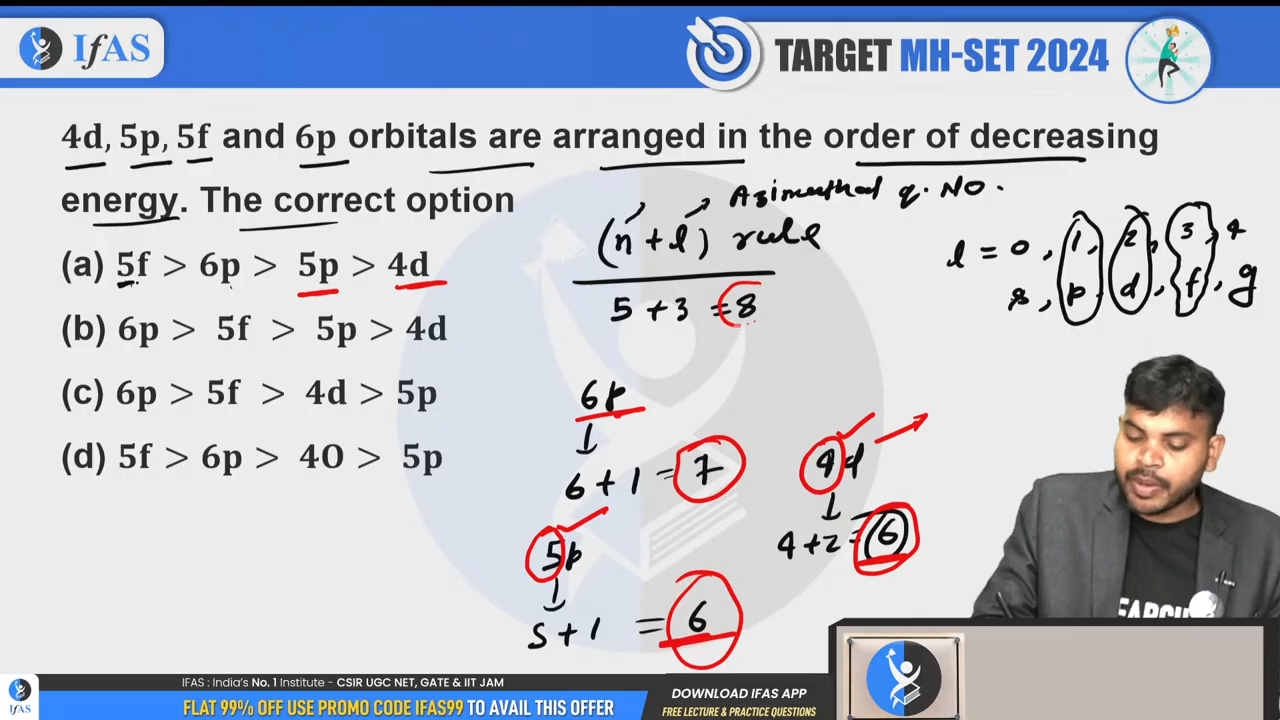 IfAS
TARGET MH-SET 2024
4d, 5p, 5f and 6p orbitals are arranged in the order of decreasing
energy. The correct option
Azimuthal q. NO.
(n + l) rule
l = 0, 1, 2, 3, 4
s, p, d, f, g
(a) 5f > 6p > 5p > 4d
5 + 3 = 8
(b) 6p > 5f > 5p > 4d
(c) 6p > 5f > 4d > 5p
6p
(d) 5f > 6p > 4O > 5p
6 + 1 = 7
4d
4 + 2 = 6
5p
5 + 1 = 6
IFAS : India's No. 1 Institute - CSIR UGC NET, GATE & IIT JAM
IfAS
FLAT 99% OFF USE PROMO CODE IFAS99 TO AVAIL THIS OFFER
DOWNLOAD IFAS APP
FREE LECTURE & PRACTICE QUESTIONS